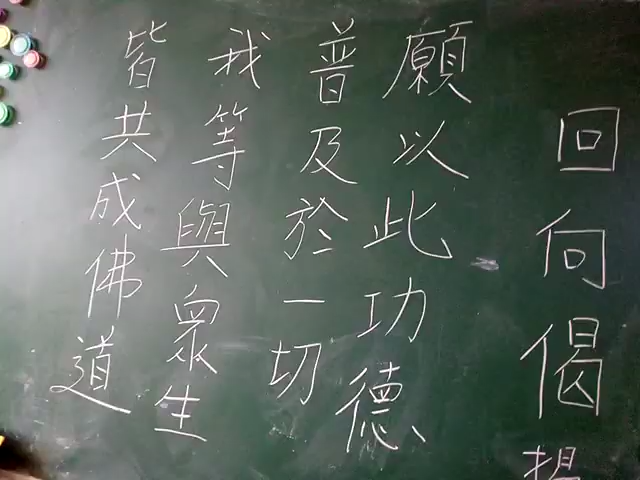 回向偈
願以此功德
普及於一切
我等與眾生
皆共成佛道